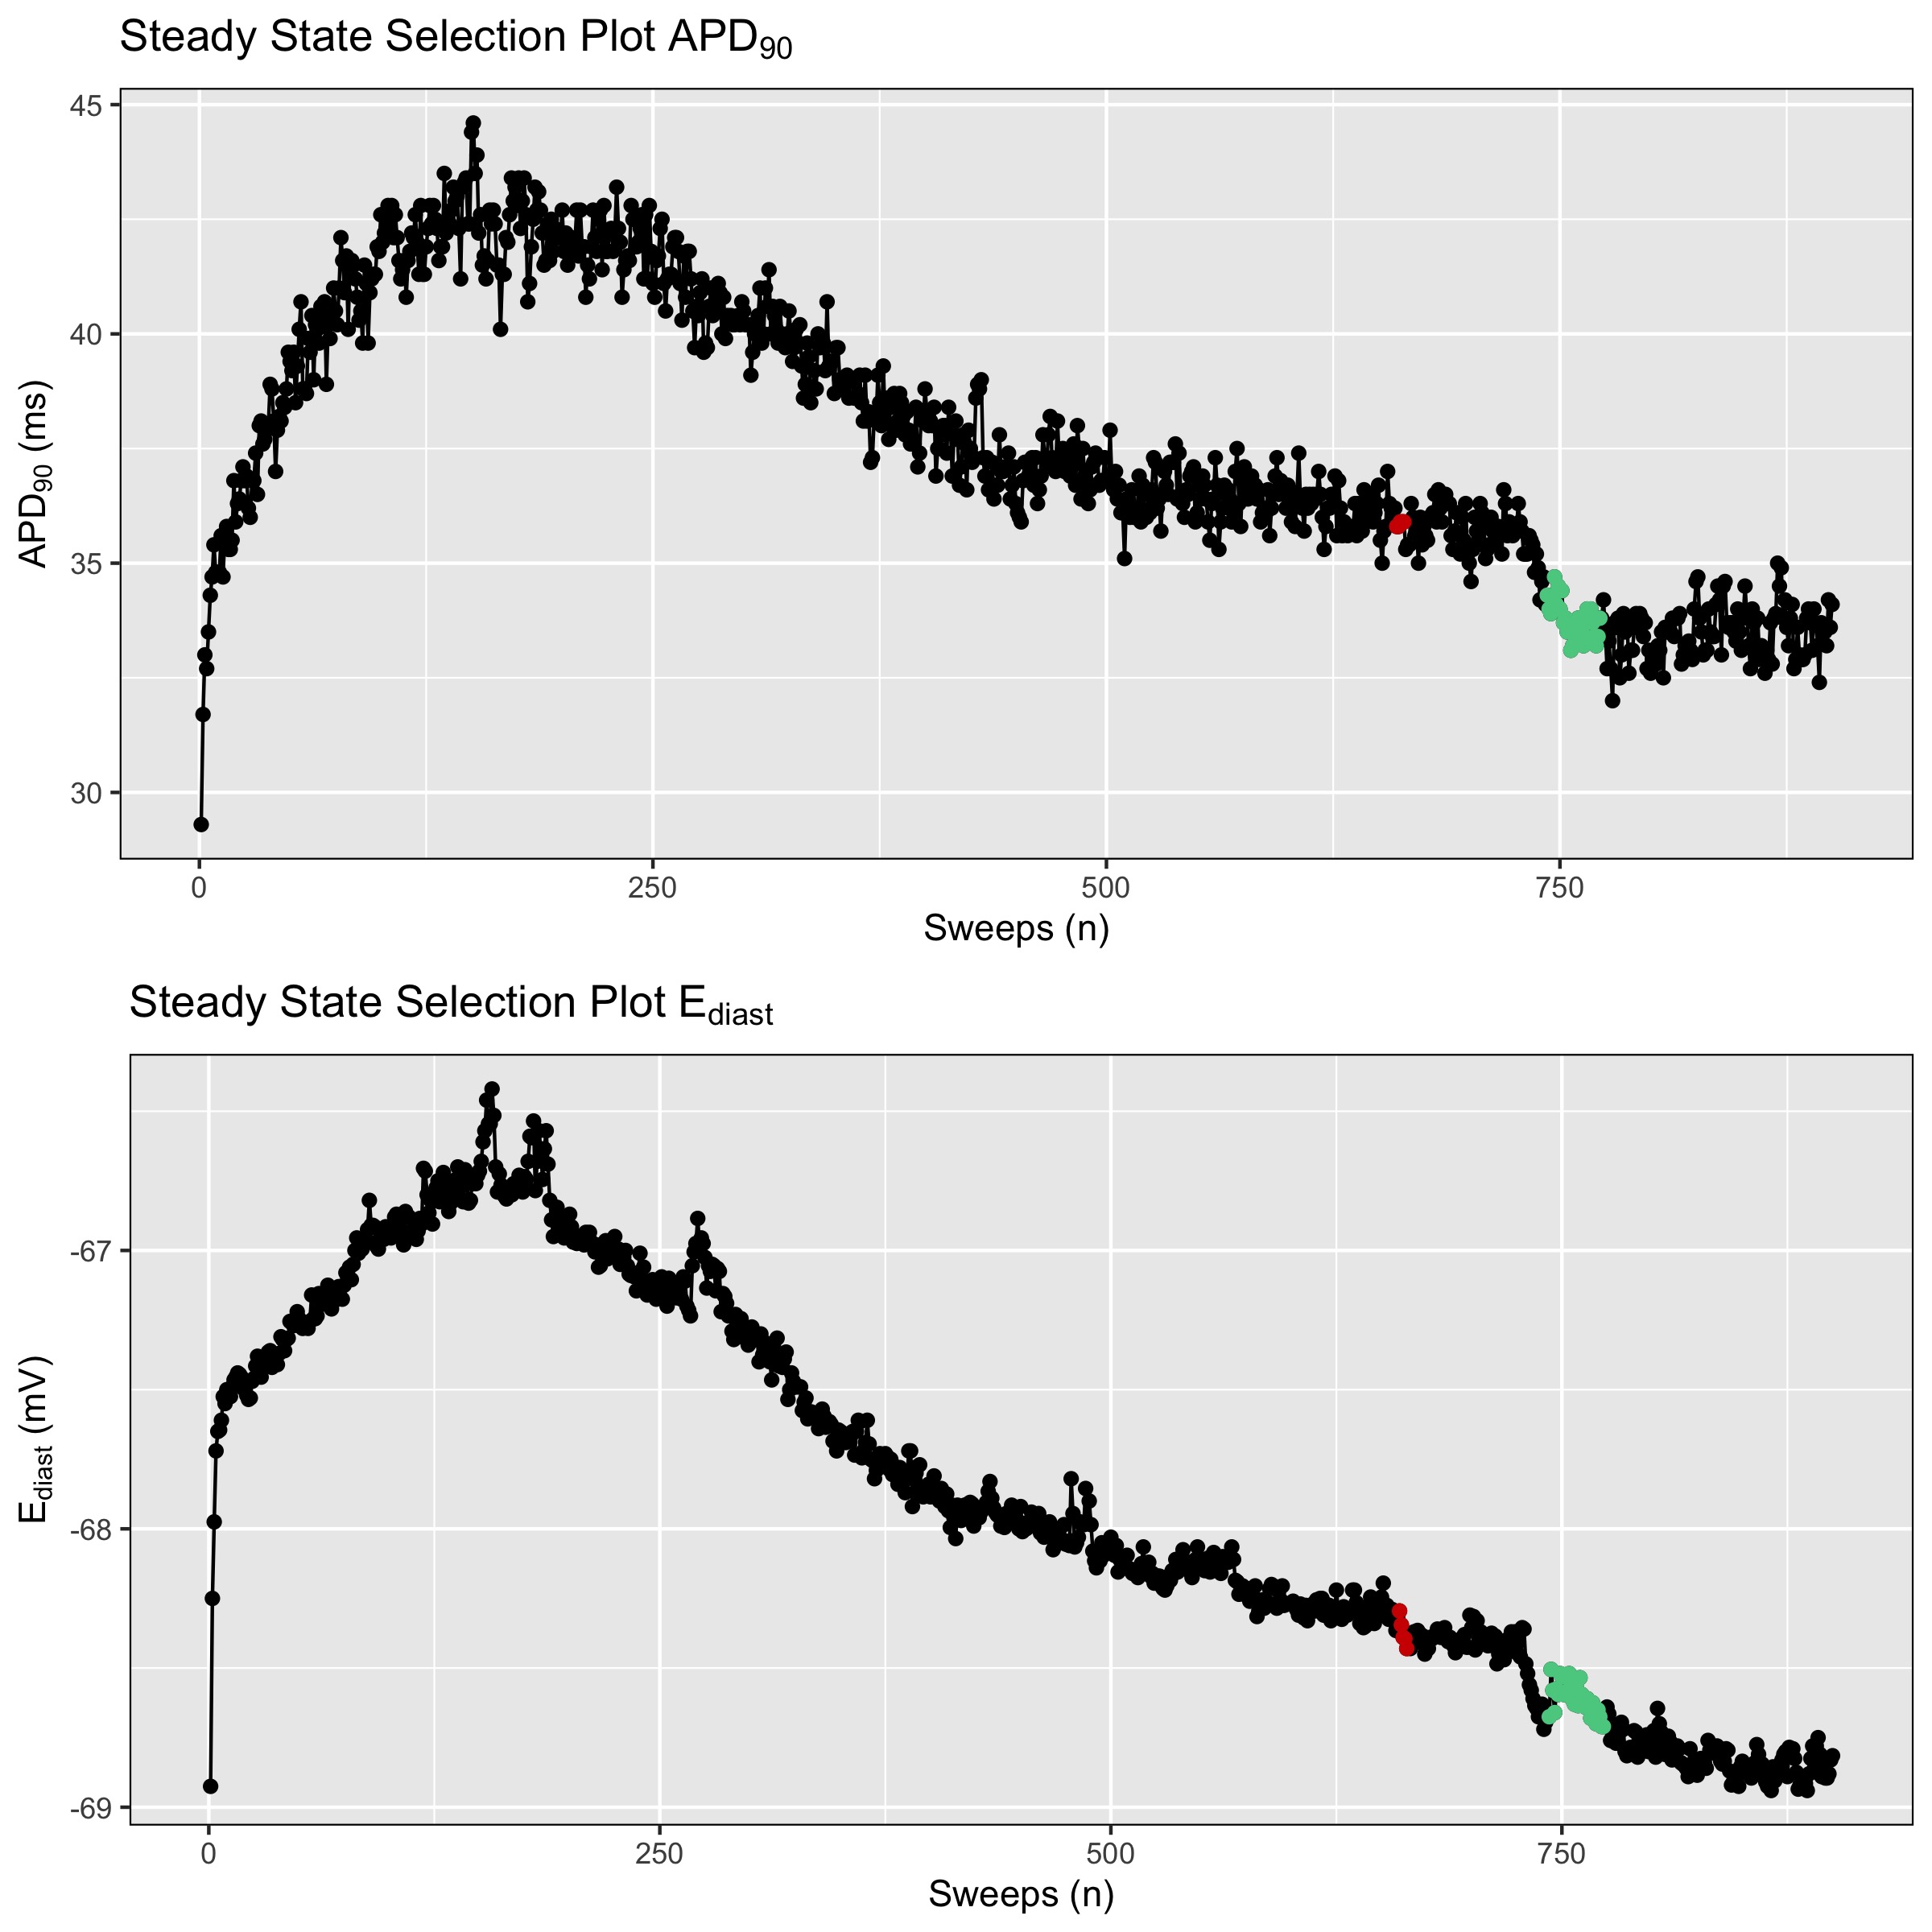 Steady State Selection Plot APD90
45
40
35
30
APD90 (ms)
0 250 500 750
Sweeps (n)
Steady State Selection Plot Ediast
-67
-68
-69
Ediast (mV)
0 250 500 750
Sweeps (n)